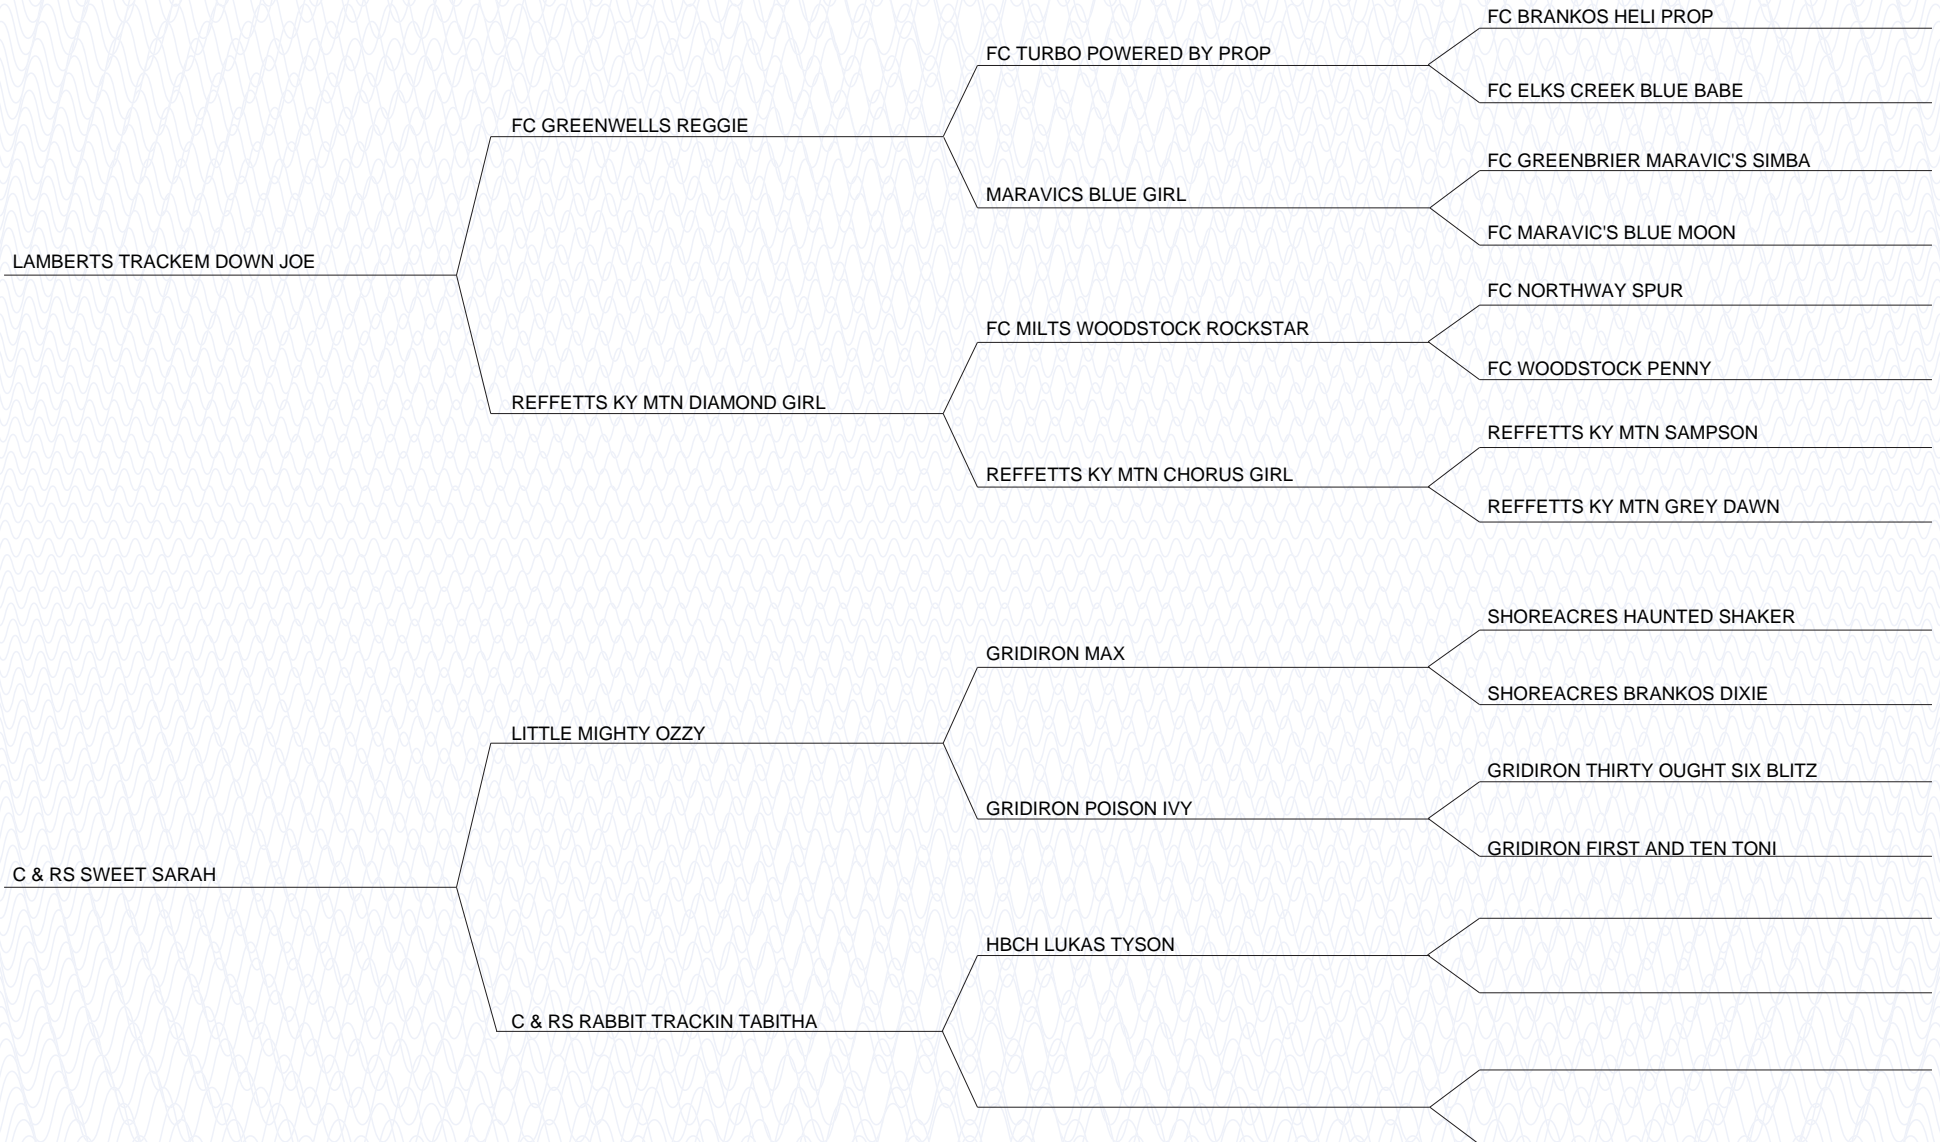 FC BRANKOS HELI PROP
FC TURBO POWERED BY PROP
FC ELKS CREEK BLUE BABE
FC GREENWELLS REGGIE
FC GREENBRIER MARAVIC'S SIMBA
MARAVICS BLUE GIRL
FC MARAVIC'S BLUE MOON
LAMBERTS TRACKEM DOWN JOE
FC NORTHWAY SPUR
FC MILTS WOODSTOCK ROCKSTAR
FC WOODSTOCK PENNY
REFFETTS KY MTN DIAMOND GIRL
REFFETTS KY MTN SAMPSON
REFFETTS KY MTN CHORUS GIRL
REFFETTS KY MTN GREY DAWN
SHOREACRES HAUNTED SHAKER
GRIDIRON MAX
SHOREACRES BRANKOS DIXIE
LITTLE MIGHTY OZZY
GRIDIRON THIRTY OUGHT SIX BLITZ
GRIDIRON POISON IVY
GRIDIRON FIRST AND TEN TONI
C & RS SWEET SARAH
HBCH LUKAS TYSON
C & RS RABBIT TRACKIN TABITHA